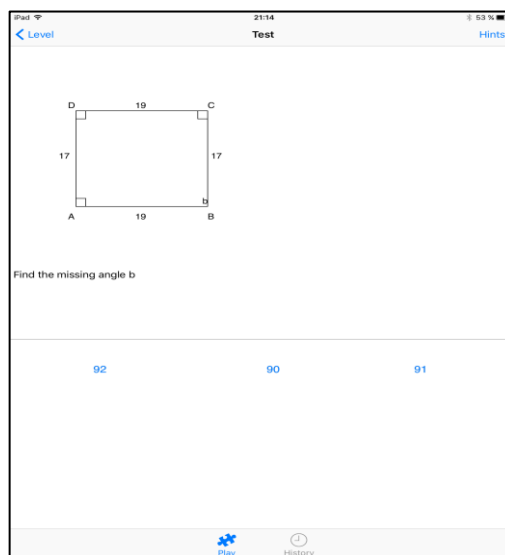 iPad 21:14 53 %
Level Test Hints
D 19 C
17 17
b
A 19 B
Find the missing angle b
92 90 91
Play History